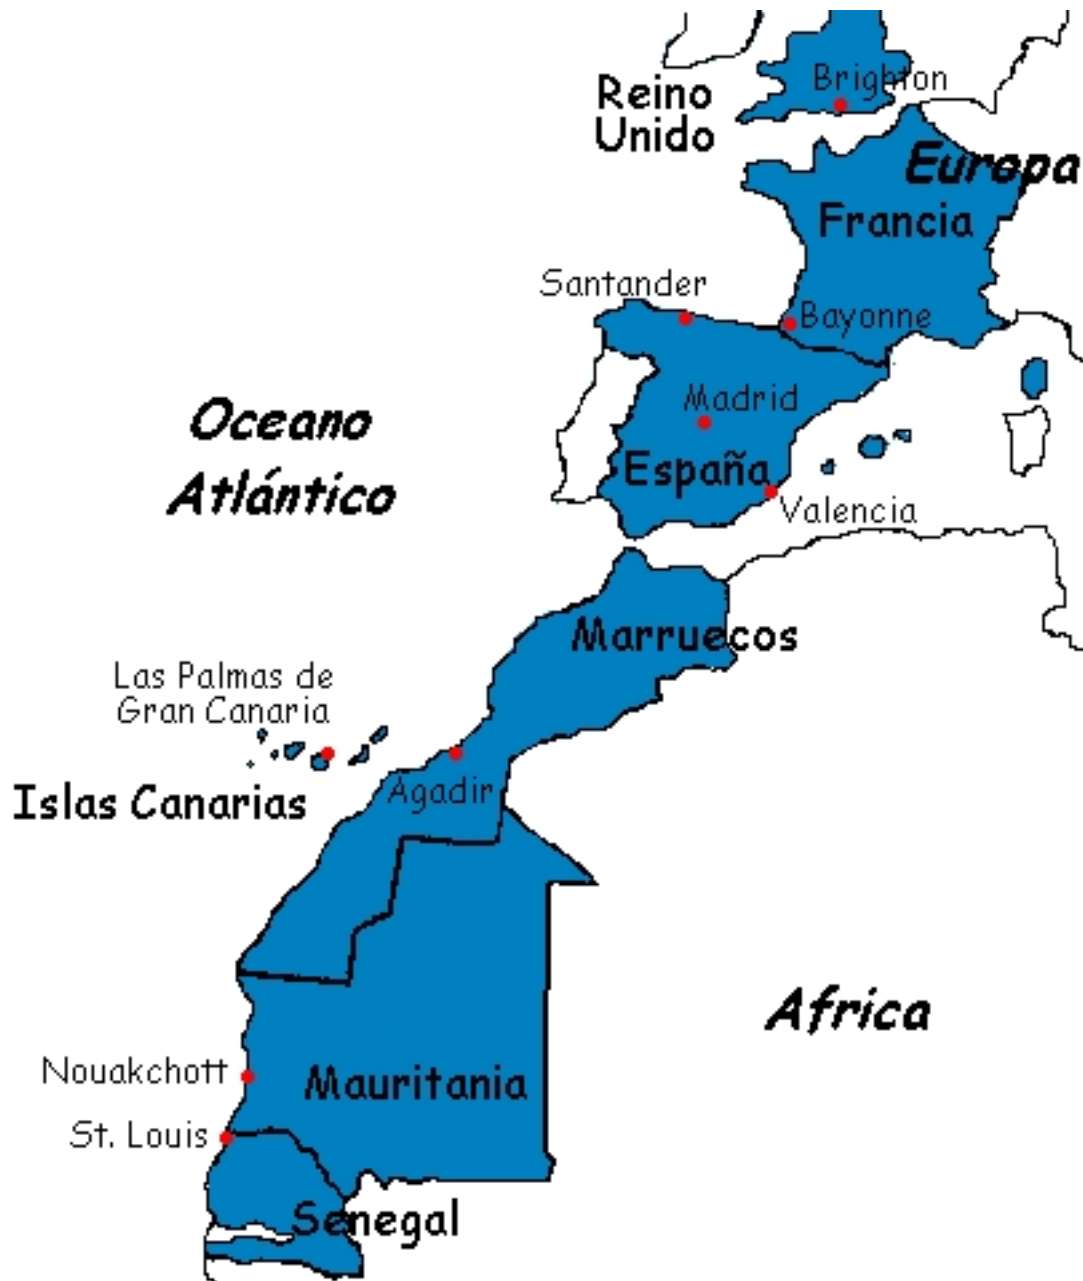 Brighton
Reino
Unido
Europa
Francia
Santander
Bayonne
Madrid
Oceano
Atlántico
España
Valencia
Marruecos
Las Palmas de
Gran Canaria
Islas Canarias
Agadir
Africa
Nouakchott
Mauritania
St. Louis
Senegal